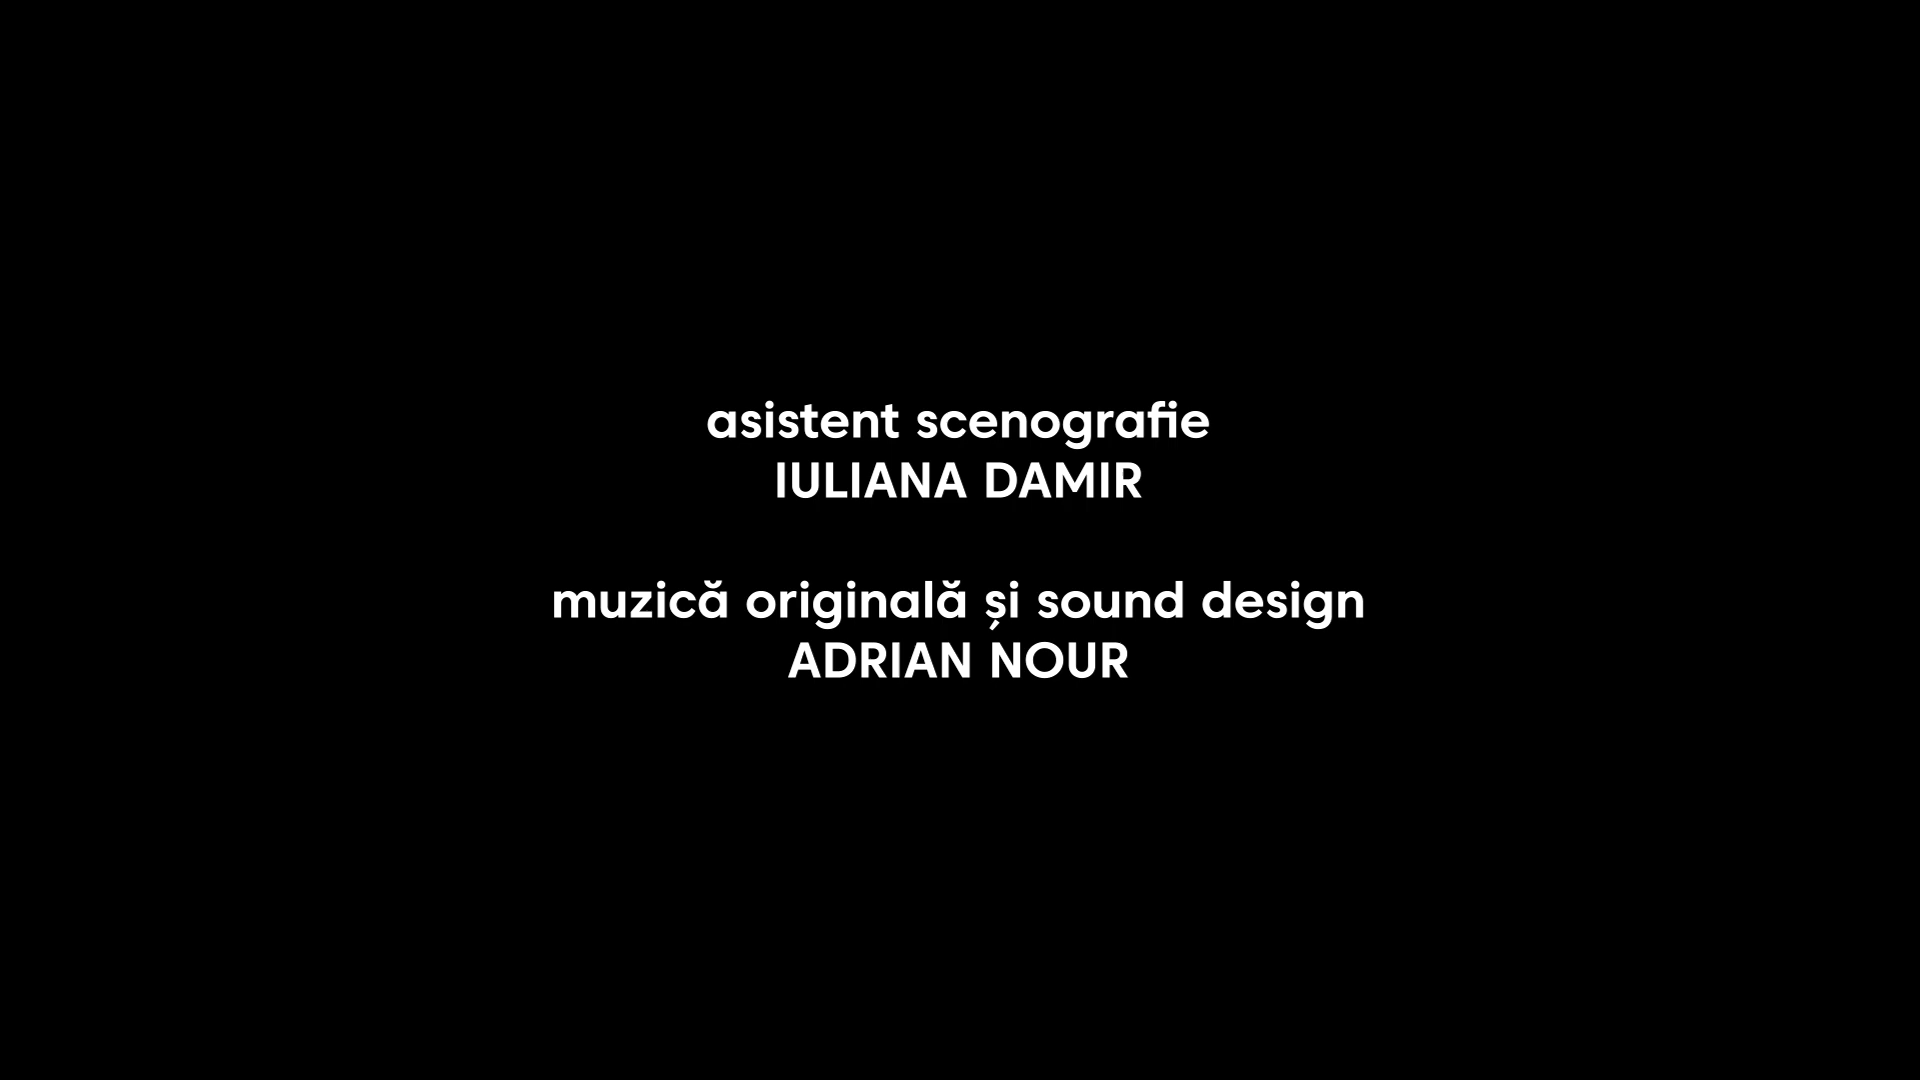 asistent scenografie
IULIANA DAMIR
muzică originală și sound design
ADRIAN NOUR